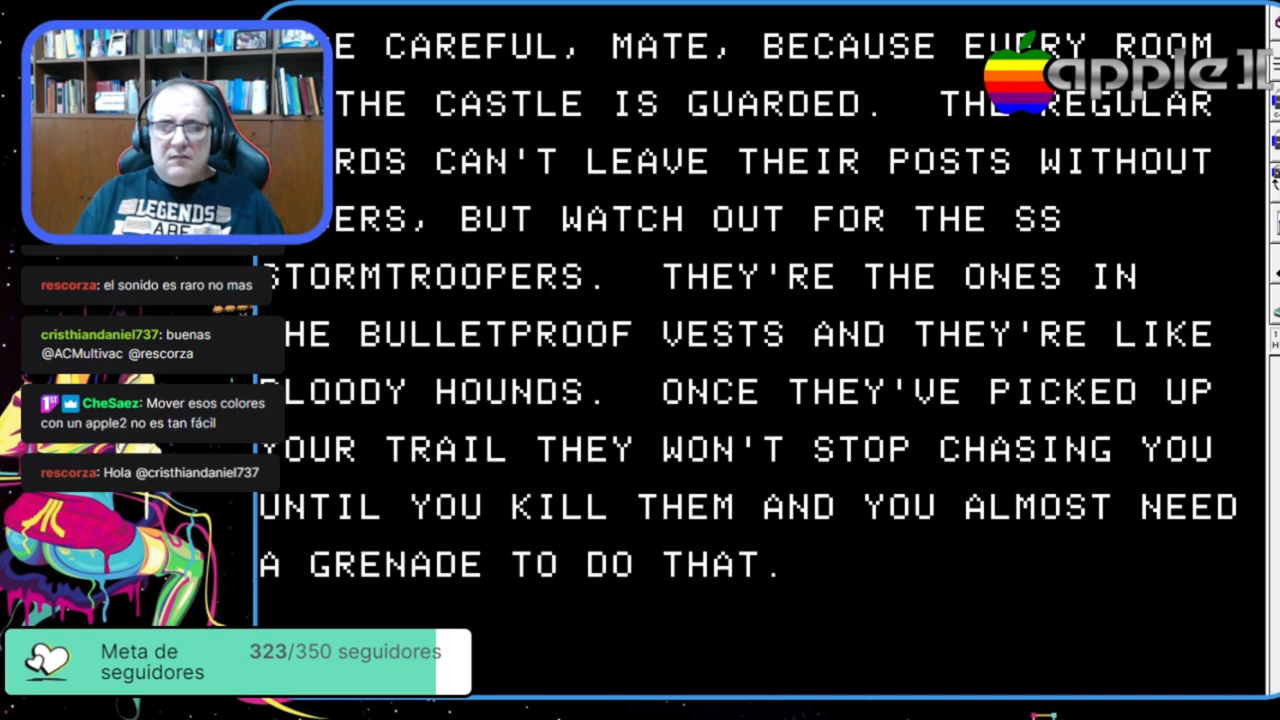 E CAREFUL, MATE, BECAUSE EVERY ROOM
THE CASTLE IS GUARDED. THE REGULAR
RDS CAN'T LEAVE THEIR POSTS WITHOUT
ERS, BUT WATCH OUT FOR THE SS
STORMTROOPERS. THEY'RE THE ONES IN
HE BULLETPROOF VESTS AND THEY'RE LIKE
LOODY HOUNDS. ONCE THEY'VE PICKED UP
YOUR TRAIL THEY WON'T STOP CHASING YOU
UNTIL YOU KILL THEM AND YOU ALMOST NEED
A GRENADE TO DO THAT.
apple ][
LEGENDS
ARE
rescorza: el sonido es raro no mas
cristhiandaniel737: buenas
@ACMultivac @rescorza
1ST CheSaez: Mover esos colores
con un apple2 no es tan fácil
rescorza: Hola @cristhiandaniel737
Meta de
seguidores
323/350 seguidores